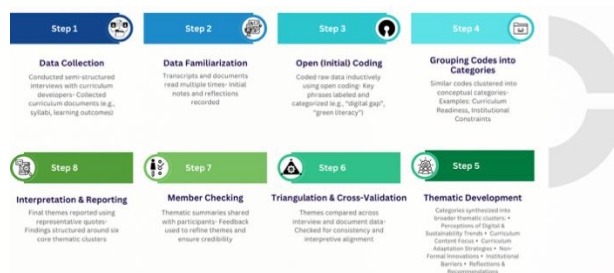 Step 1
Data Collection
Conducted semi-structured
interviews with curriculum
developers- Collected
curriculum documents (e.g.,
syllabi, learning outcomes)
Step 2
Data Familiarization
Transcripts and documents
read multiple times- Initial
notes and reflections
recorded
Step 3
Open (Initial) Coding
Coded raw data inductively
using open coding- Key
phrases labeled and
categorized (e.g., "digital gap",
"green literacy")
Step 4
Grouping Codes into
Categories
Similar codes clustered into
conceptual categories-
Examples: Curriculum
Readiness, Institutional
Constraints
Step 5
Thematic Development
Categories synthesized into
broader thematic clusters: •
Perceptions of Digital &
Sustainability Trends • Curriculum
Content Focus • Curriculum
Adaptation Strategies • Non-
Formal Innovations • Institutional
Barriers • Reflections &
Recommendations
Step 6
Triangulation & Cross-Validation
Themes compared across
interview and document data-
Checked for consistency and
interpretive alignment
Step 7
Member Checking
Thematic summaries shared
with participants- Feedback
used to refine themes and
ensure credibility
Step 8
Interpretation & Reporting
Final themes reported using
representative quotes-
Findings structured around six
core thematic clusters